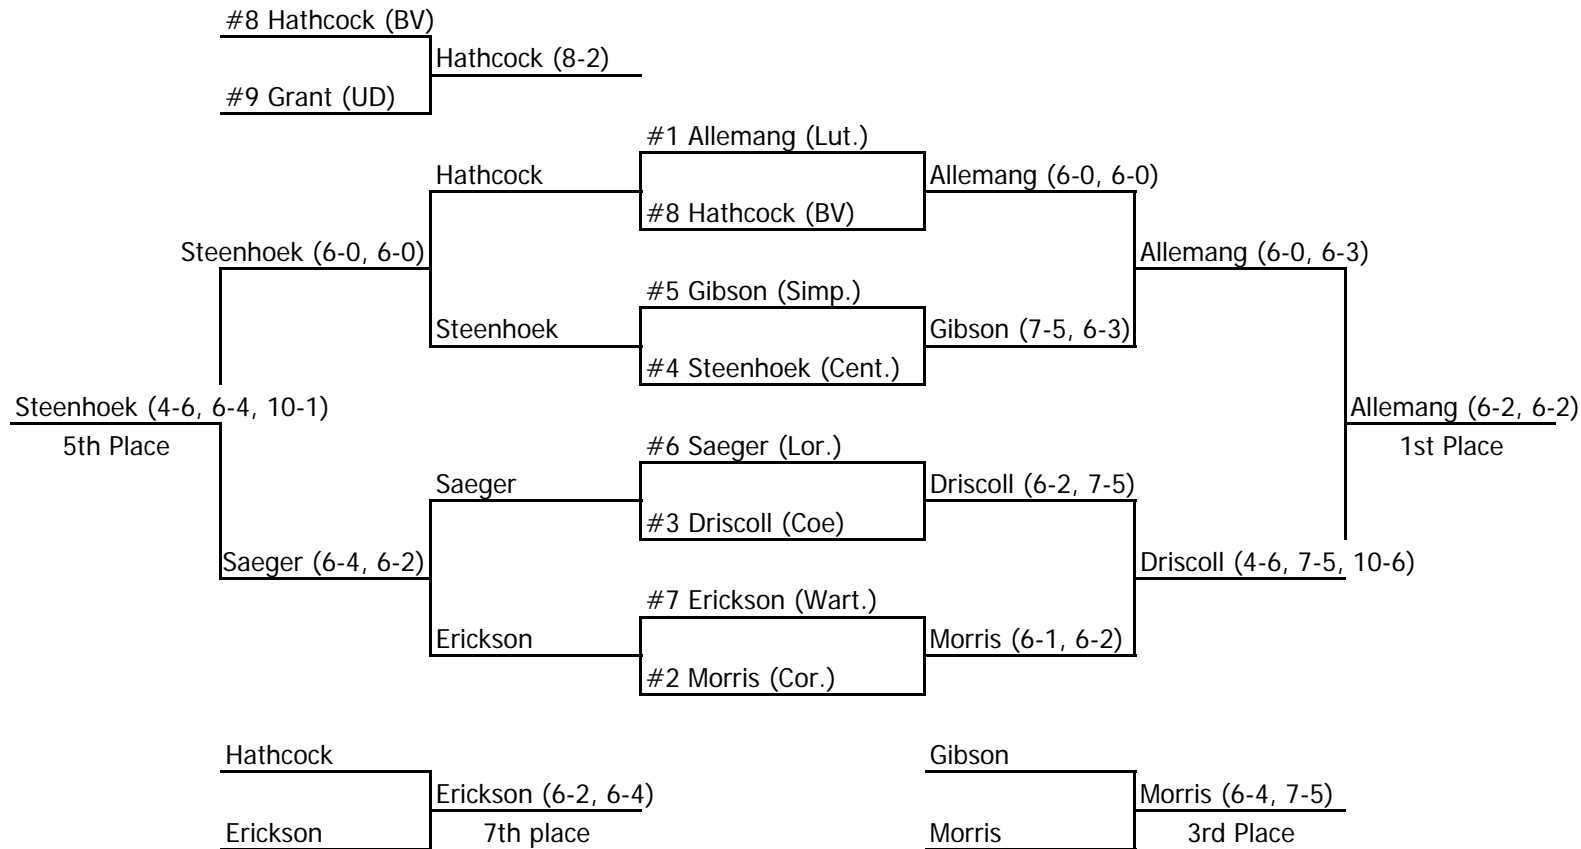 #8 Hathcock (BV)
Hathcock (8-2)
#9 Grant (UD)
#1 Allemang (Lut.)
Hathcock
Allemang (6-0, 6-0)
#8 Hathcock (BV)
Steenhoek (6-0, 6-0)
Allemang (6-0, 6-3)
#5 Gibson (Simp.)
Steenhoek
Gibson (7-5, 6-3)
#4 Steenhoek (Cent.)
Steenhoek (4-6, 6-4, 10-1)
Allemang (6-2, 6-2)
5th Place
#6 Saeger (Lor.)
1st Place
Saeger
Driscoll (6-2, 7-5)
#3 Driscoll (Coe)
Saeger (6-4, 6-2)
Driscoll (4-6, 7-5, 10-6)
#7 Erickson (Wart.)
Erickson
Morris (6-1, 6-2)
#2 Morris (Cor.)
Hathcock
Gibson
Erickson (6-2, 6-4)
Morris (6-4, 7-5)
Erickson
7th place
Morris
3rd Place